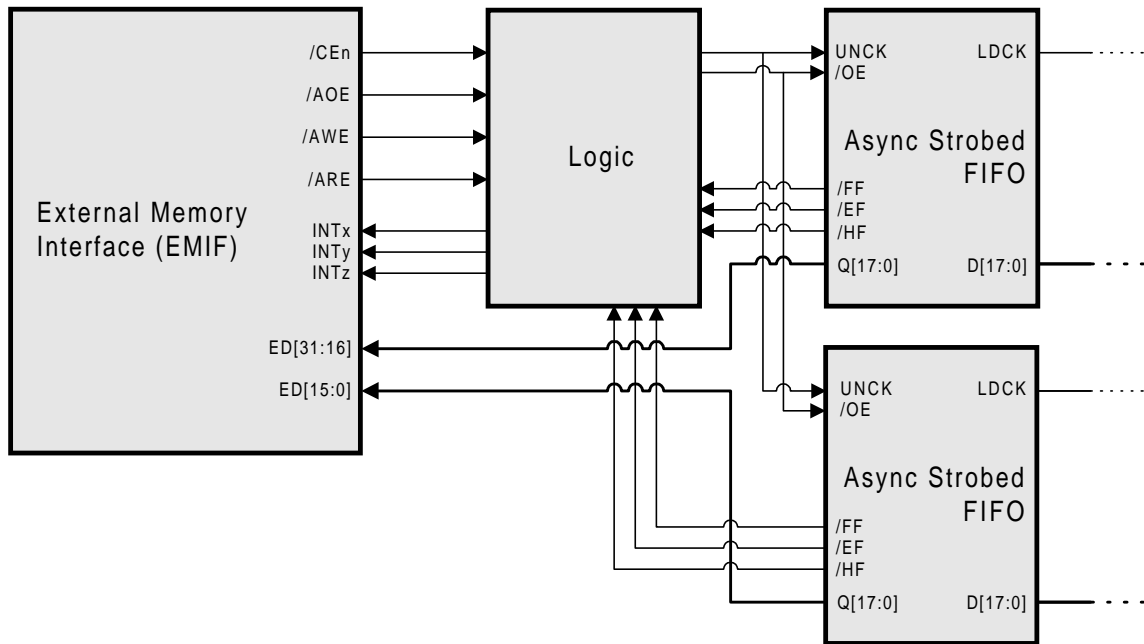 /CEn
/AOE
/AWE
/ARE
INTx
INTy
INTz
External Memory
Interface (EMIF)
ED[31:16]
ED[15:0]
Logic
UNCK
LDCK
/OE
Async Strobed
FIFO
/FF
/EF
/HF
Q[17:0]
D[17:0]
UNCK
LDCK
/OE
Async Strobed
FIFO
/FF
/EF
/HF
Q[17:0]
D[17:0]